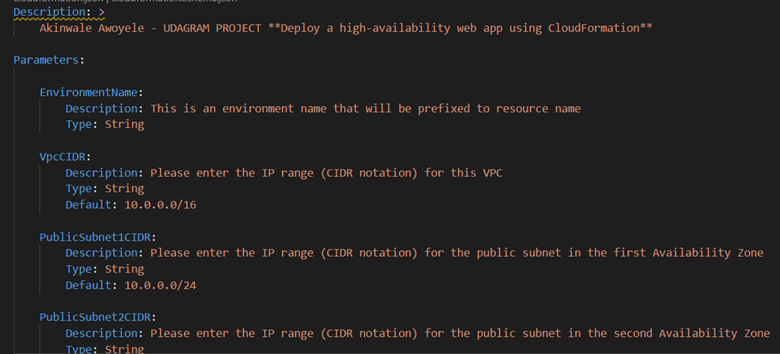 Description: >
Akinwale Awoyele - UDAGRAM PROJECT **Deploy a high-availability web app using CloudFormation**
Parameters:
EnvironmentName:
Description: This is an environment name that will be prefixed to resource name
Type: String
VpcCIDR:
Description: Please enter the IP range (CIDR notation) for this VPC
Type: String
Default: 10.0.0.0/16
PublicSubnet1CIDR:
Description: Please enter the IP range (CIDR notation) for the public subnet in the first Availability Zone
Type: String
Default: 10.0.0.0/24
PublicSubnet2CIDR:
Description: Please enter the IP range (CIDR notation) for the public subnet in the second Availability Zone
Type: String